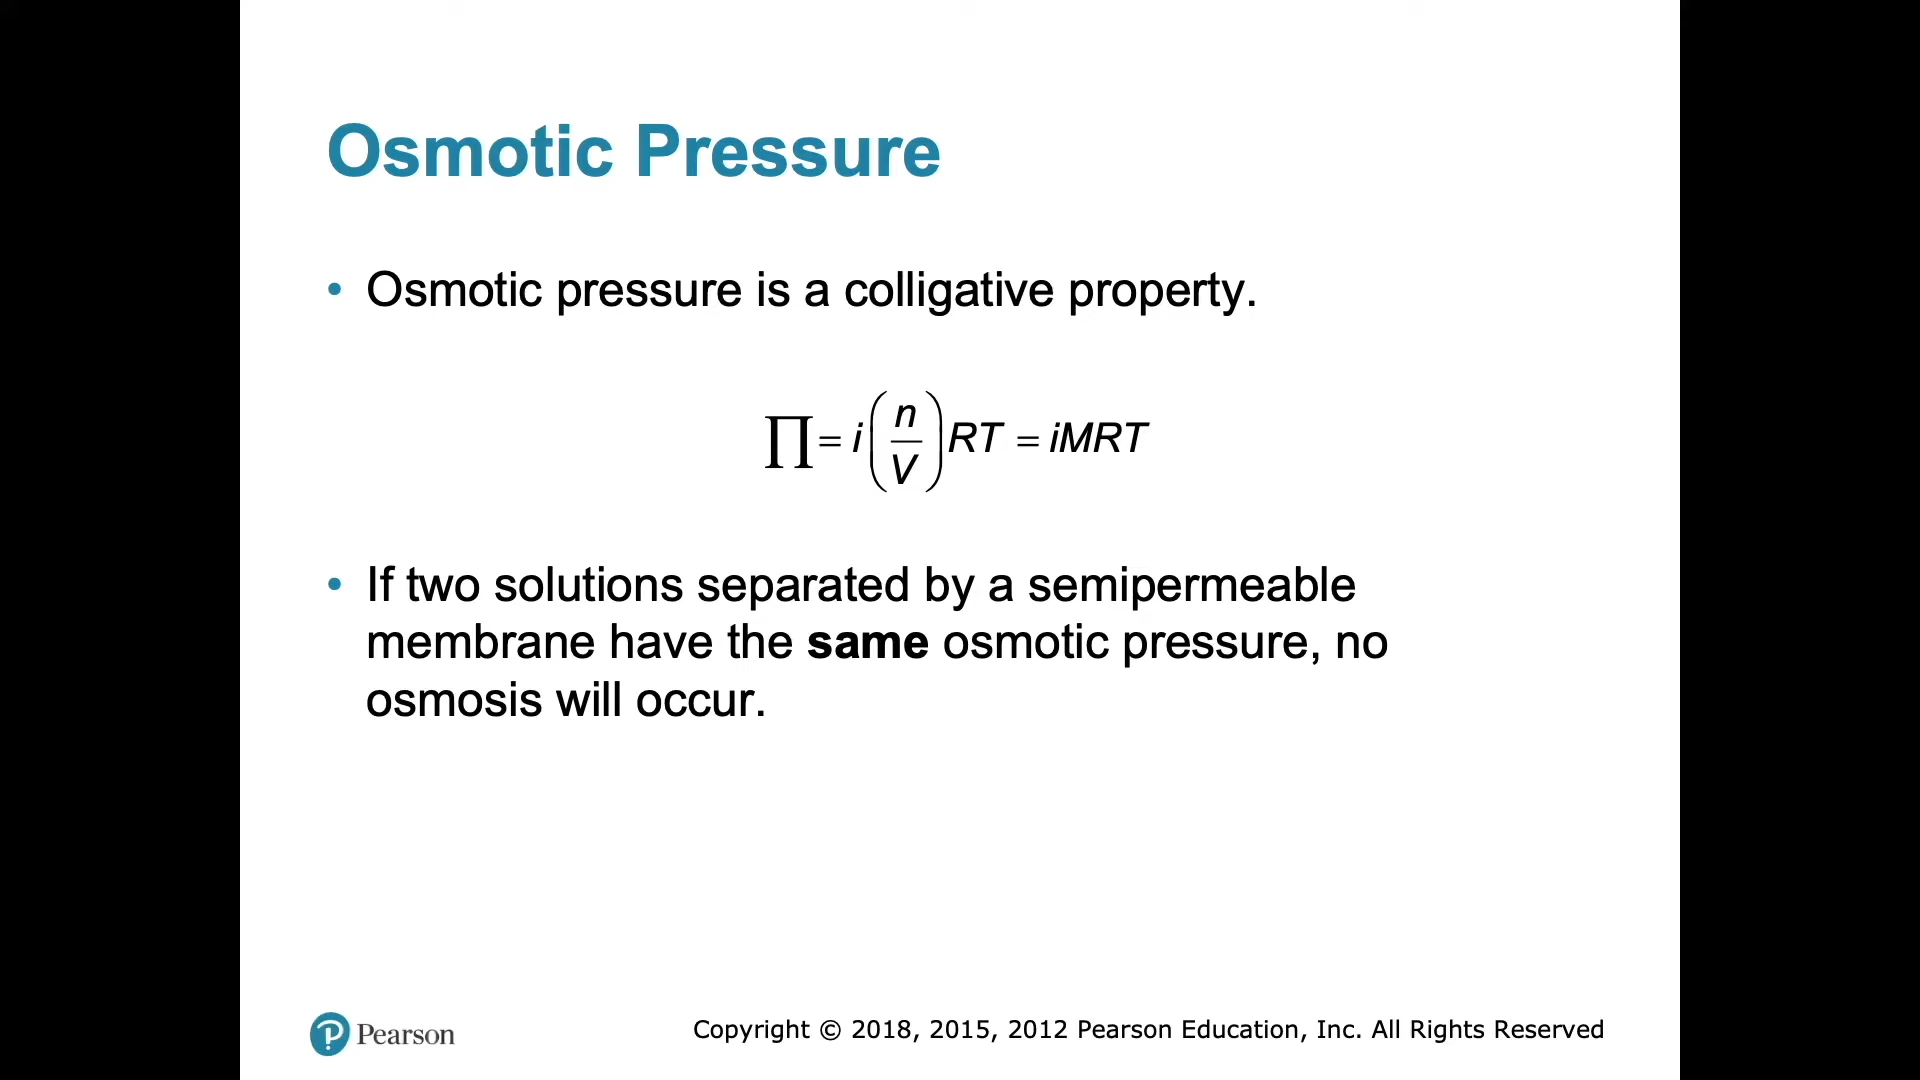 Osmotic Pressure
• Osmotic pressure is a colligative property.
∏ = i(n/V)RT = iMRT
• If two solutions separated by a semipermeable
membrane have the same osmotic pressure, no
osmosis will occur.
Pearson
Copyright © 2018, 2015, 2012 Pearson Education, Inc. All Rights Reserved